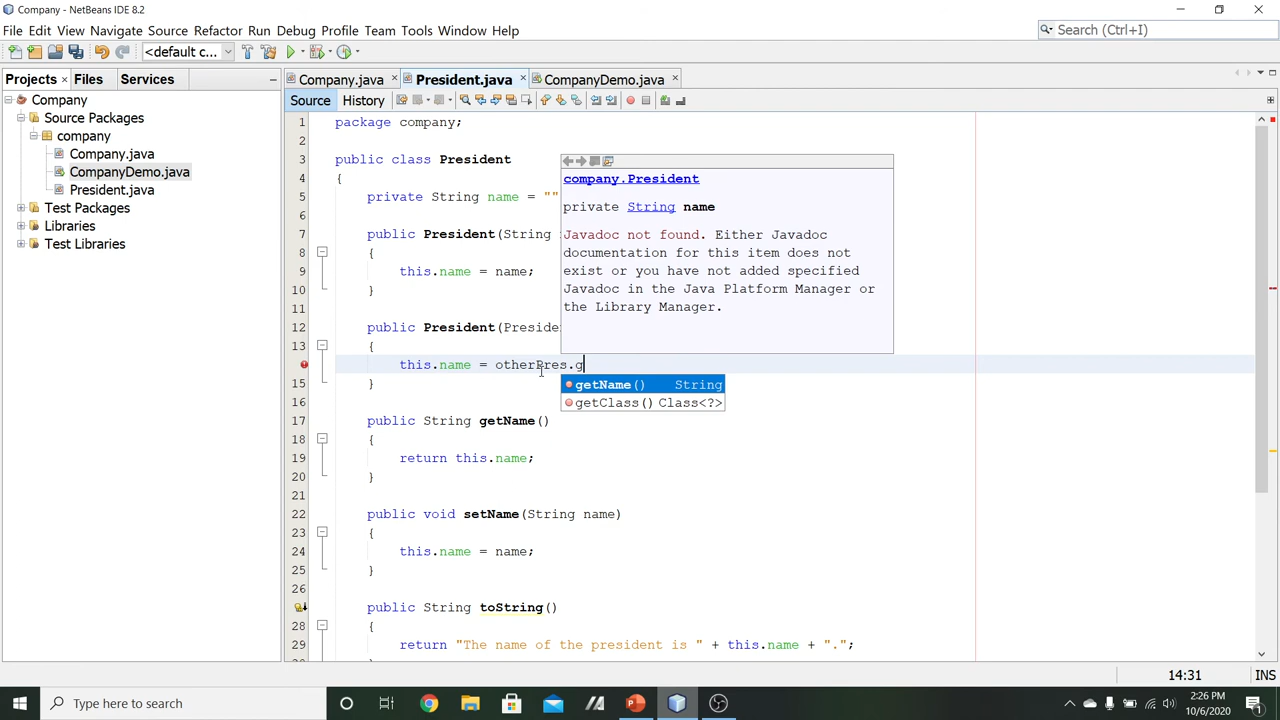 Company - NetBeans IDE 8.2
File Edit View Navigate Source Refactor Run Debug Profile Team Tools Window Help
Search (Ctrl+I)
<default c...
Projects Files Services
Company.java President.java CompanyDemo.java
Source History
Company
Source Packages
company
Company.java
CompanyDemo.java
President.java
Test Packages
Libraries
Test Libraries
1 package company;
2
3 public class President
4 {
5 private String name = ""
6
7 public President(String
8 {
9 this.name = name;
10 }
11
12 public President(Preside
13 {
this.name = otherPres.g
15 }
16
17 public String getName()
18 {
19 return this.name;
20 }
21
22 public void setName(String name)
23 {
24 this.name = name;
25 }
26
public String toString()
28 {
29 return "The name of the president is " + this.name + ".";
30 }
company.President
private String name
Javadoc not found. Either Javadoc
documentation for this item does not
exist or you have not added specified
Javadoc in the Java Platform Manager or
the Library Manager.
getName() String
getClass() Class<?>
14:31 INS
Type here to search
2:26 PM
10/6/2020
1